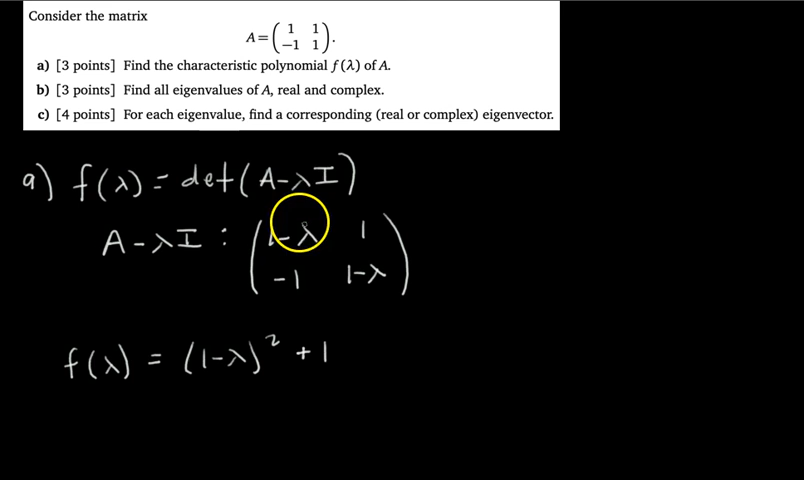 Consider the matrix
A = ( 1 1
-1 1 ).
a) [3 points] Find the characteristic polynomial f(λ) of A.
b) [3 points] Find all eigenvalues of A, real and complex.
c) [4 points] For each eigenvalue, find a corresponding (real or complex) eigenvector.
a) f(λ) = det(A-λI)
A-λI : ( 1-λ 1
-1 1-λ )
f(λ) = (1-λ)² + 1